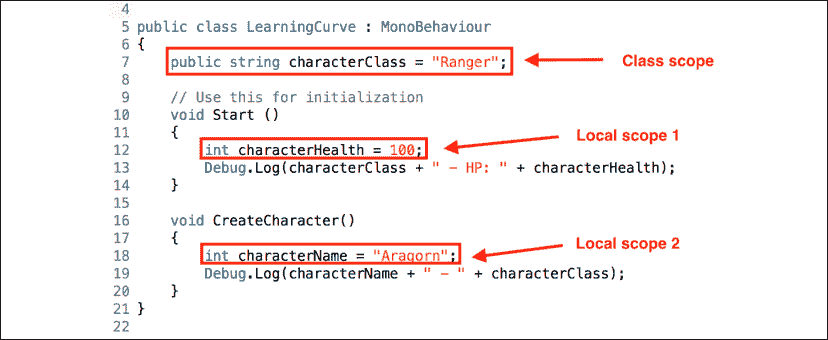 4
5 public class LearningCurve : MonoBehaviour
6 {
7 public string characterClass = "Ranger"; Class scope
8
9 // Use this for initialization
10 void Start ()
11 { Local scope 1
12 int characterHealth = 100;
13 Debug.Log(characterClass + " – HP: " + characterHealth);
14 }
15
16 void CreateCharacter()
17 { Local scope 2
18 int characterName = "Aragorn";
19 Debug.Log(characterName + " – " + characterClass);
20 }
21 }
22